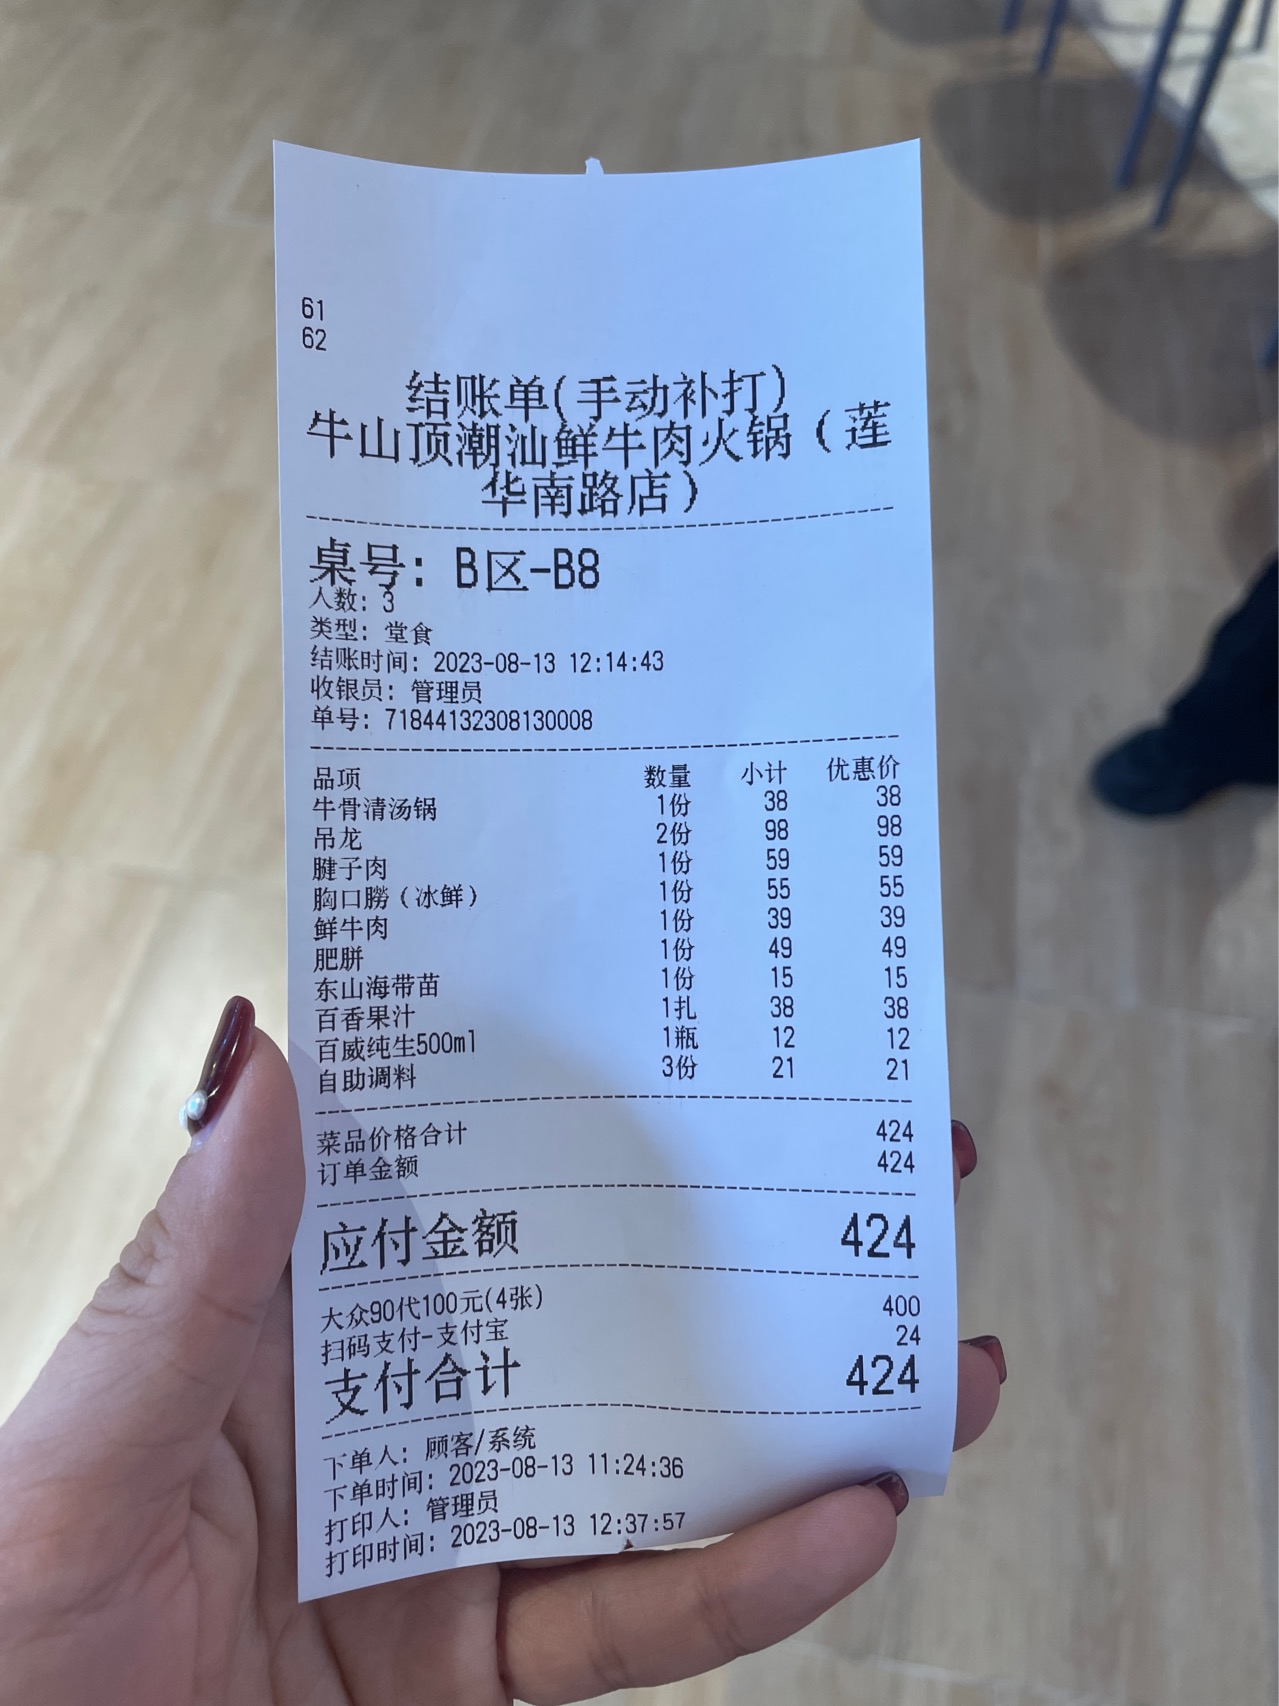 61
62
结账单(手动补打)
牛山顶潮汕鲜牛肉火锅（莲
华南路店）
桌号: B区-B8
人数: 3
类型: 堂食
结账时间: 2023-08-13 12:14:43
收银员: 管理员
单号: 71844132308130008
品项 数量 小计 优惠价
牛骨清汤锅 1份 38 38
吊龙 2份 98 98
腱子肉 1份 59 59
胸口朥（冰鲜） 1份 55 55
鲜牛肉 1份 39 39
肥胼 1份 49 49
东山海带苗 1份 15 15
百香果汁 1扎 38 38
百威纯生500ml 1瓶 12 12
自助调料 3份 21 21
菜品价格合计 424
订单金额 424
应付金额 424
大众90代100元(4张) 400
扫码支付-支付宝 24
支付合计 424
下单人: 顾客/系统
下单时间: 2023-08-13 11:24:36
打印人: 管理员
打印时间: 2023-08-13 12:37:57